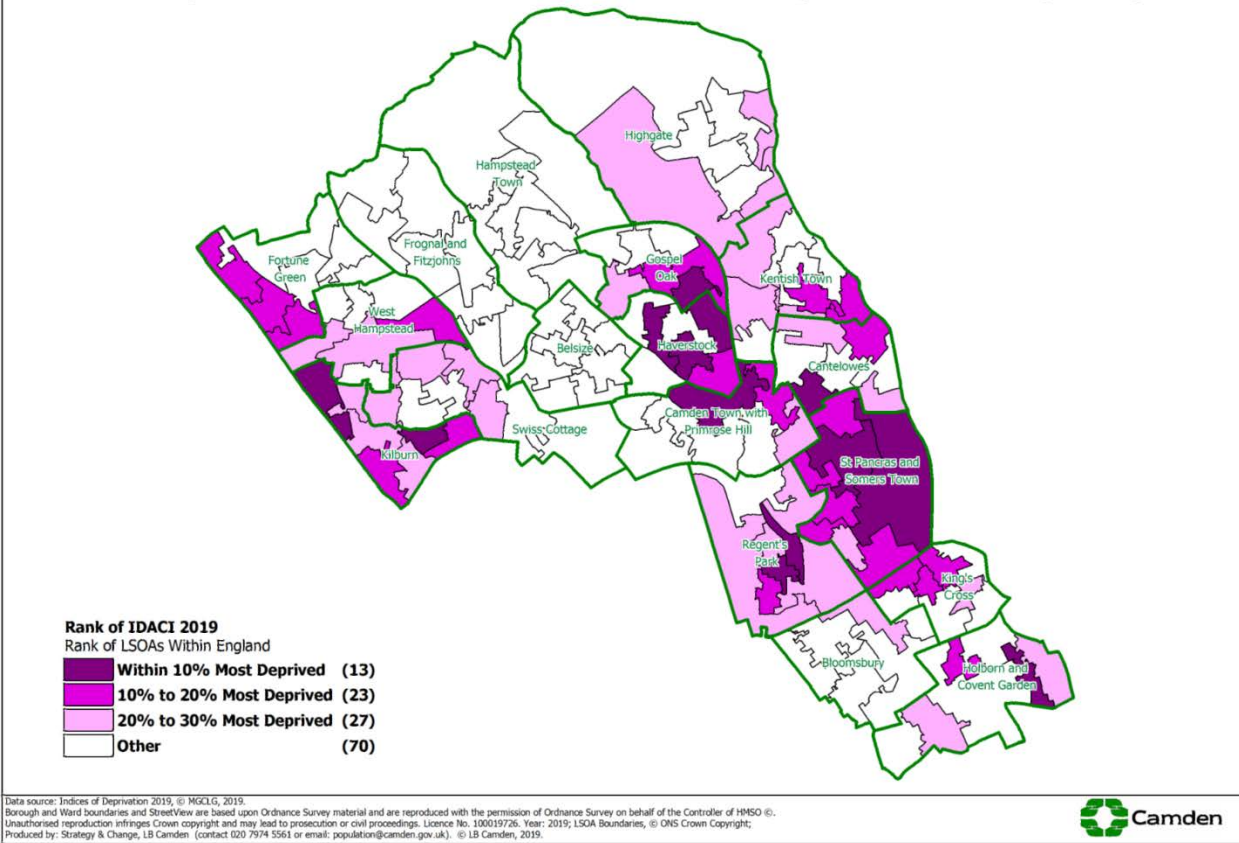 Highgate
Hampstead
Town
Frognal and
Fitzjohns
Fortune
Green
Gospel
Oak
Kentish Town
West
Hampstead
Belsize
Haverstock
Cantelowes
Camden Town with
Primrose Hill
Swiss Cottage
Kilburn
St Pancras and
Somers Town
Regent's
Park
King's
Cross
Bloomsbury
Holborn and
Covent Garden
Rank of IDACI 2019
Rank of LSOAs Within England
Within 10% Most Deprived (13)
10% to 20% Most Deprived (23)
20% to 30% Most Deprived (27)
Other (70)
Data source: Indices of Deprivation 2019, © MGCLG, 2019.
Borough and Ward boundaries and StreetView are based upon Ordnance Survey material and are reproduced with the permission of Ordnance Survey on behalf of the Controller of HMSO ©.
Unauthorised reproduction infringes Crown copyright and may lead to prosecution or civil proceedings. Licence No. 100019726. Year: 2019; LSOA Boundaries, © ONS Crown Copyright;
Produced by: Strategy & Change, LB Camden (contact 020 7974 5561 or email: population@camden.gov.uk). © LB Camden, 2019.
Camden